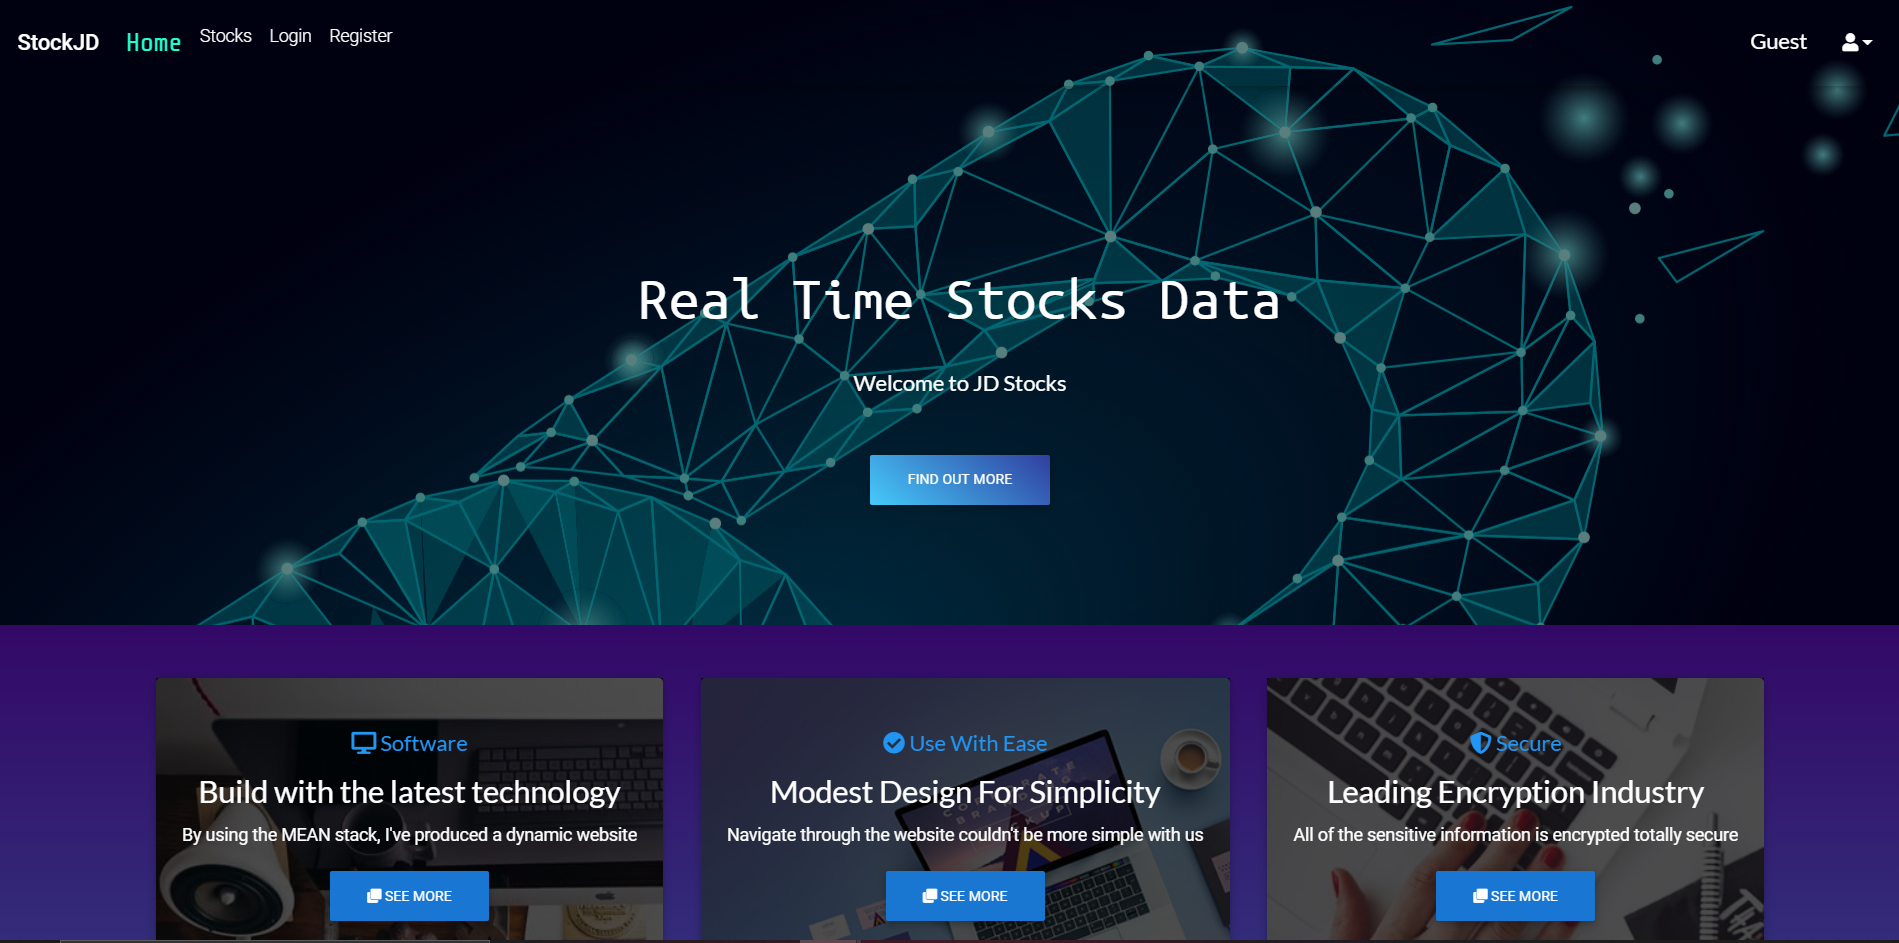 StockJD Home Stocks Login Register Guest
Real Time Stocks Data
Welcome to JD Stocks
FIND OUT MORE
Software
Build with the latest technology
By using the MEAN stack, I've produced a dynamic website
SEE MORE
Use With Ease
Modest Design For Simplicity
Navigate through the website couldn't be more simple with us
SEE MORE
Secure
Leading Encryption Industry
All of the sensitive information is encrypted totally secure
SEE MORE